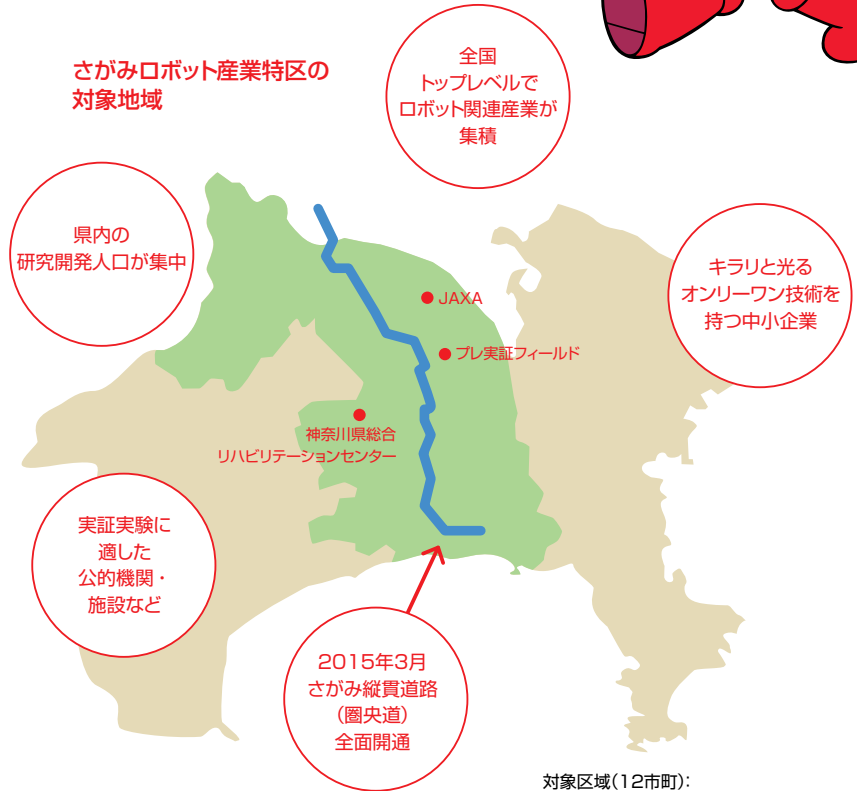 さがみロボット産業特区の
対象地域
全国
トップレベルで
ロボット関連産業が
集積
県内の
研究開発人口が集中
キラリと光る
オンリーワン技術を
持つ中小企業
JAXA
プレ実証フィールド
神奈川県総合
リハビリテーションセンター
実証実験に
適した
公的機関・
施設など
2015年3月
さがみ縦貫道路
(圏央道)
全面開通
対象区域(12市町):